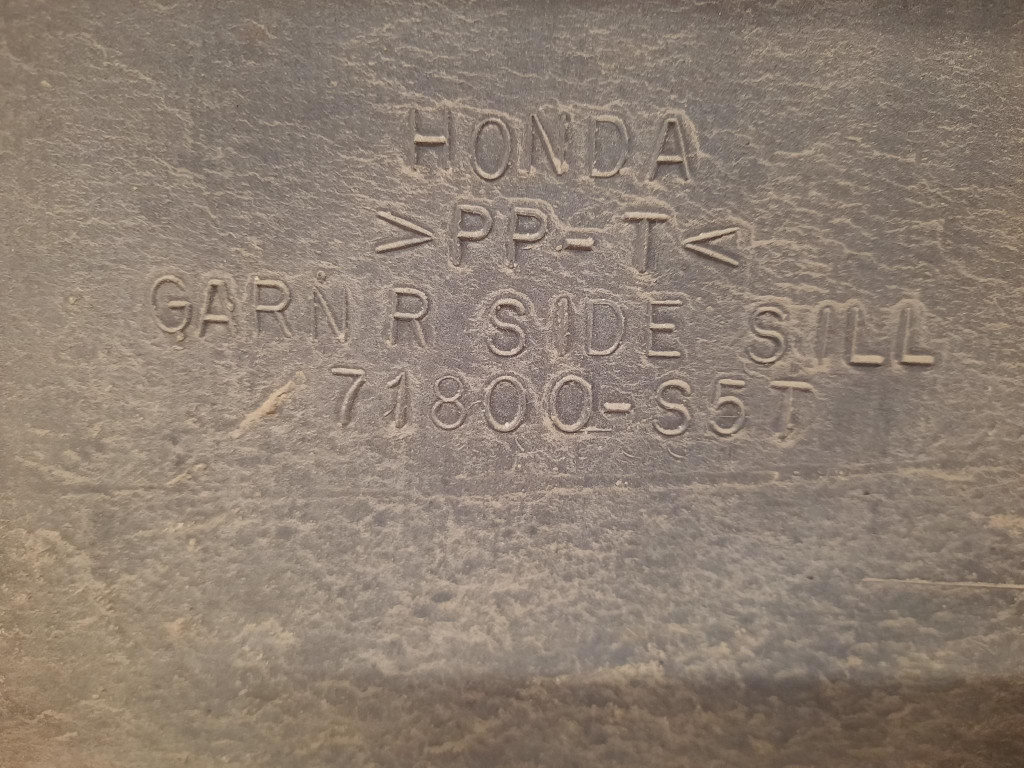 HONDA
>PP-T<
GARN R SIDE SILL
71800-S5T